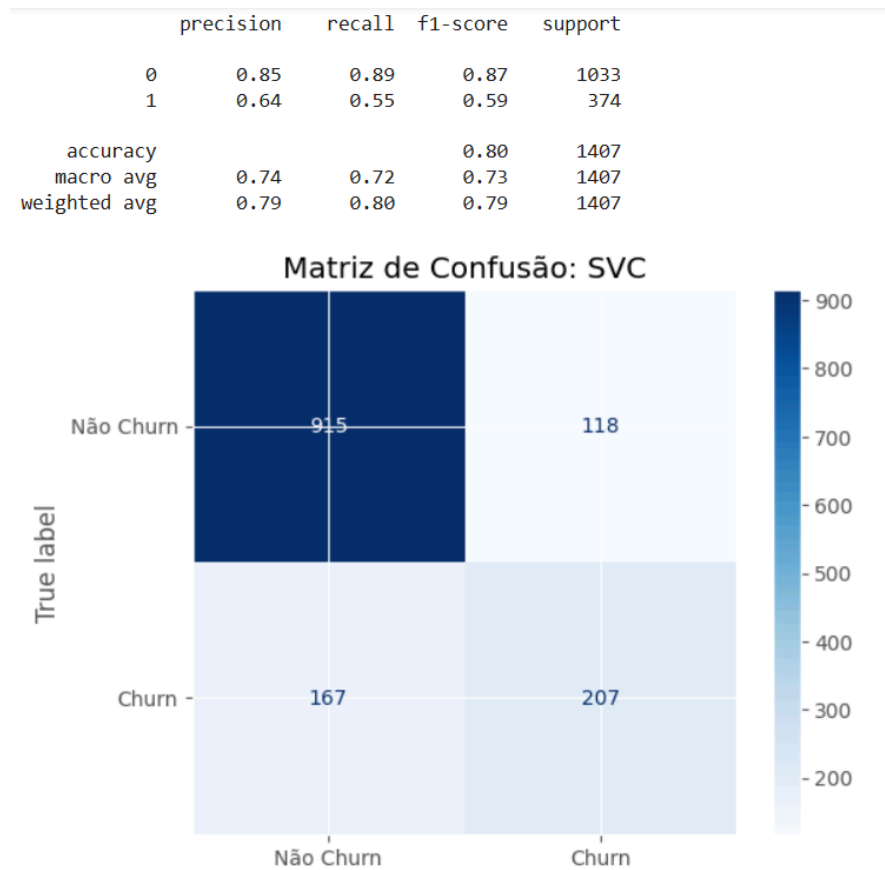 precision recall f1-score support
0 0.85 0.89 0.87 1033
1 0.64 0.55 0.59 374
accuracy 0.80 1407
macro avg 0.74 0.72 0.73 1407
weighted avg 0.79 0.80 0.79 1407
Matriz de Confusão: SVC
900
800
700
600
500
400
300
200
True label
Não Churn 915 118
Churn 167 207
Não Churn Churn